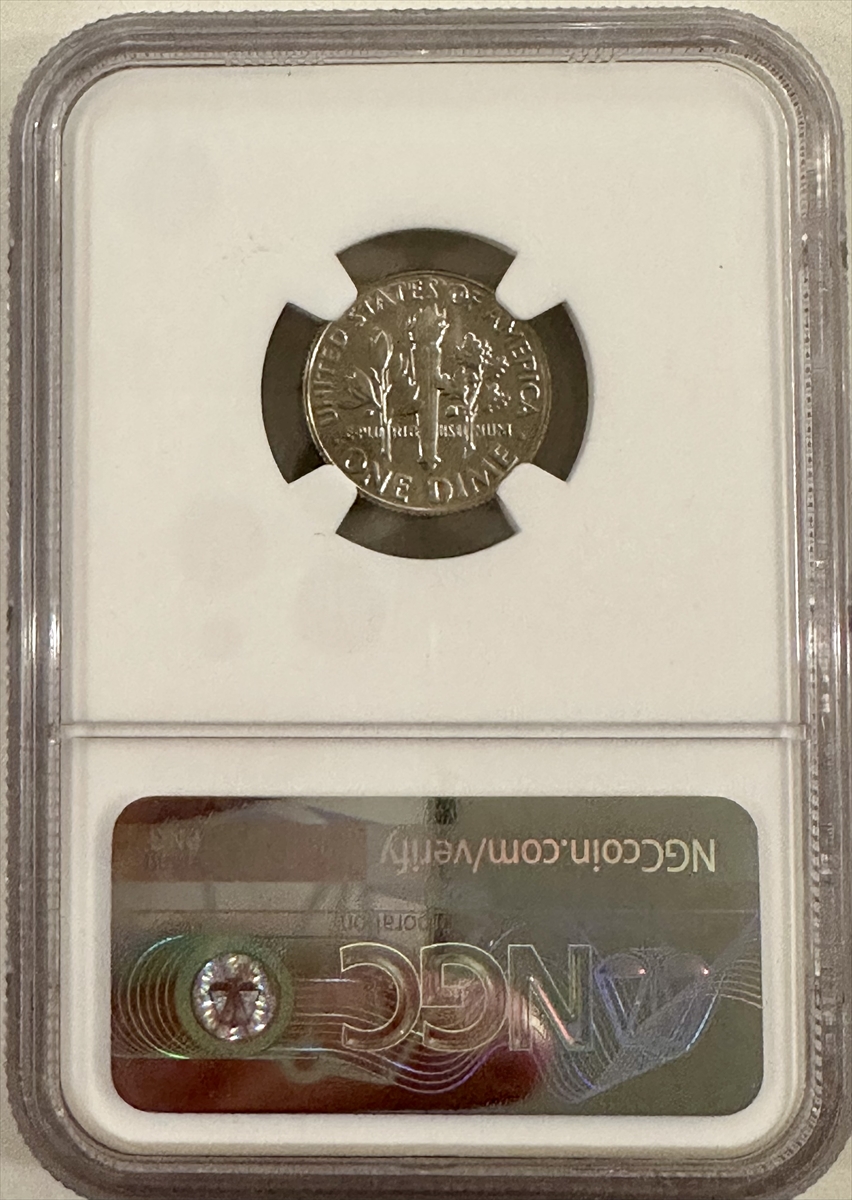 UNITED STATES OF AMERICA
E PLURIBUS UNUM
ONE DIME
NGCcoin.com/verify
NGC